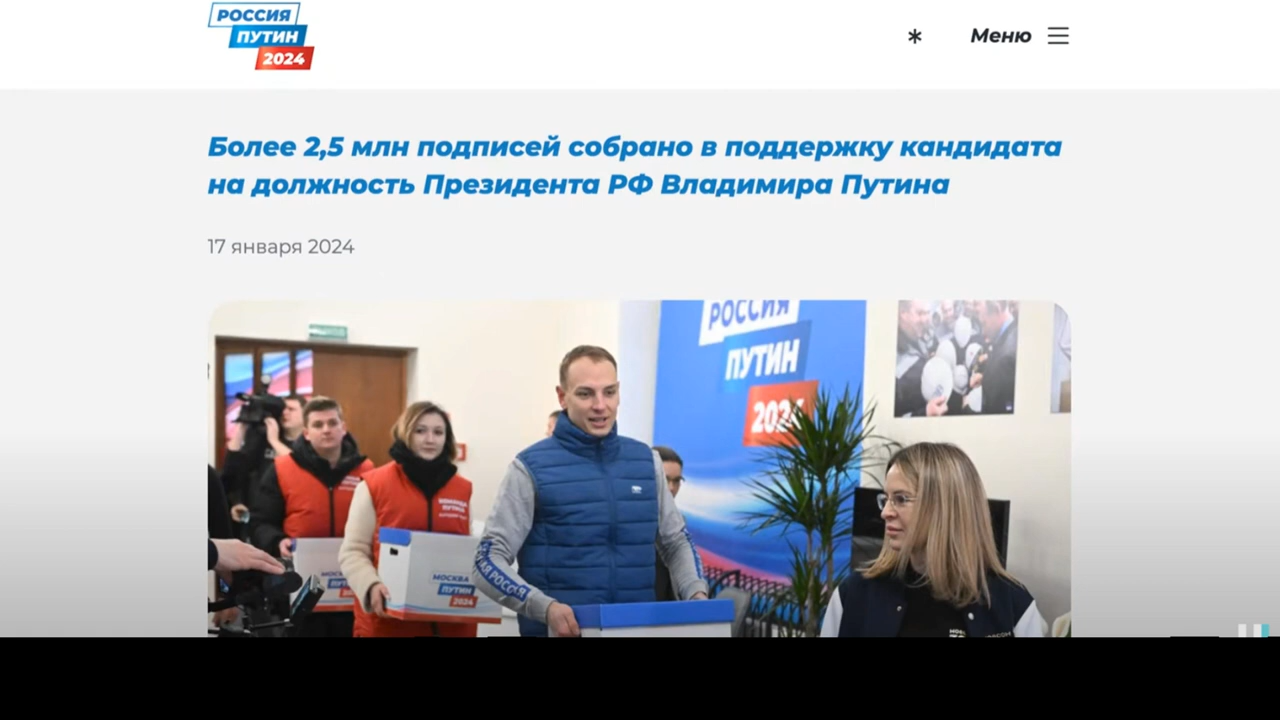 РОССИЯ
ПУТИН
2024
Меню
Более 2,5 млн подписей собрано в поддержку кандидата
на должность Президента РФ Владимира Путина
17 января 2024
РОССИЯ
ПУТИН
2024
МОСКВА
ПУТИН
2024